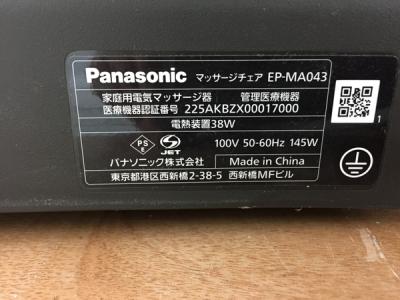 Panasonic マッサージチェア EP-MA043
家庭用電気マッサージ器 管理医療機器
医療機器認証番号 225AKBZX00017000
電熱装置38W
PS E JET 100V 50-60Hz 145W
パナソニック株式会社 Made in China
東京都港区西新橋2-38-5 西新橋MFビル
1